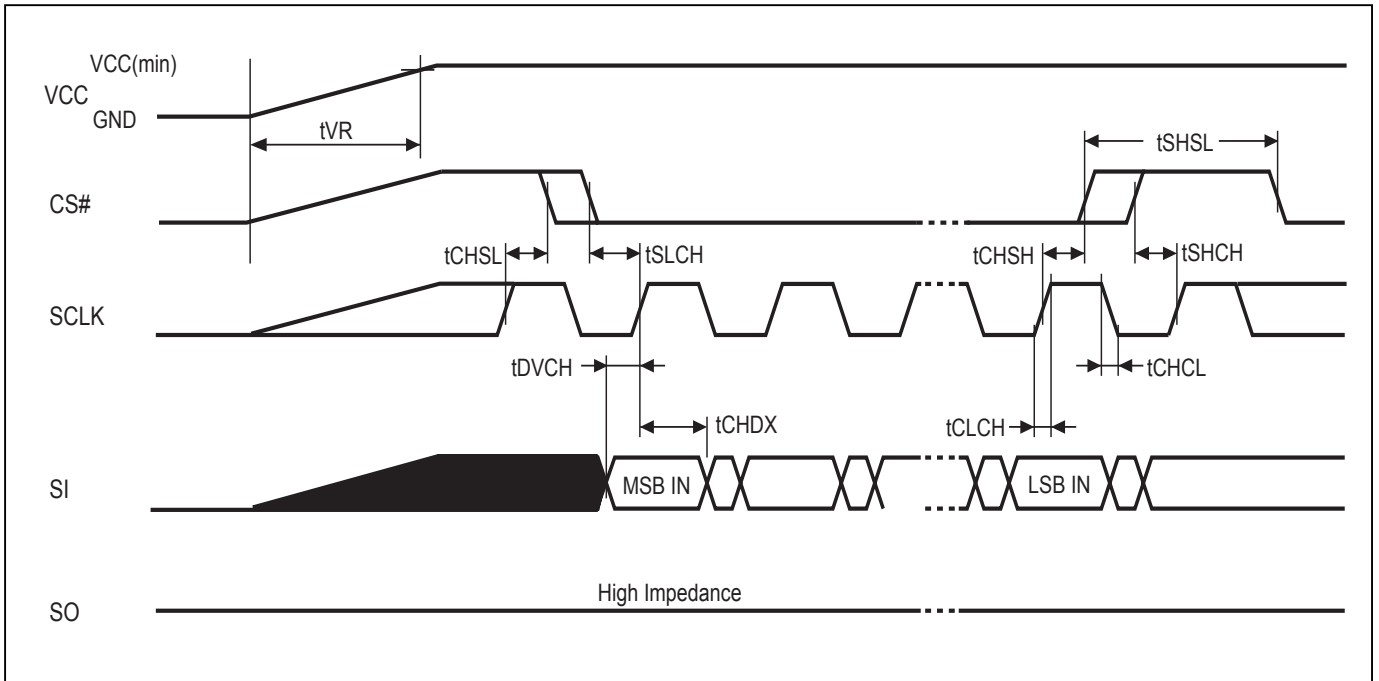 VCC(min)
VCC
GND
tVR
tSHSL
CS#
tCHSL
tSLCH
tCHSH
tSHCH
SCLK
tDVCH
tCHCL
tCHDX
tCLCH
SI
MSB IN
LSB IN
High Impedance
SO